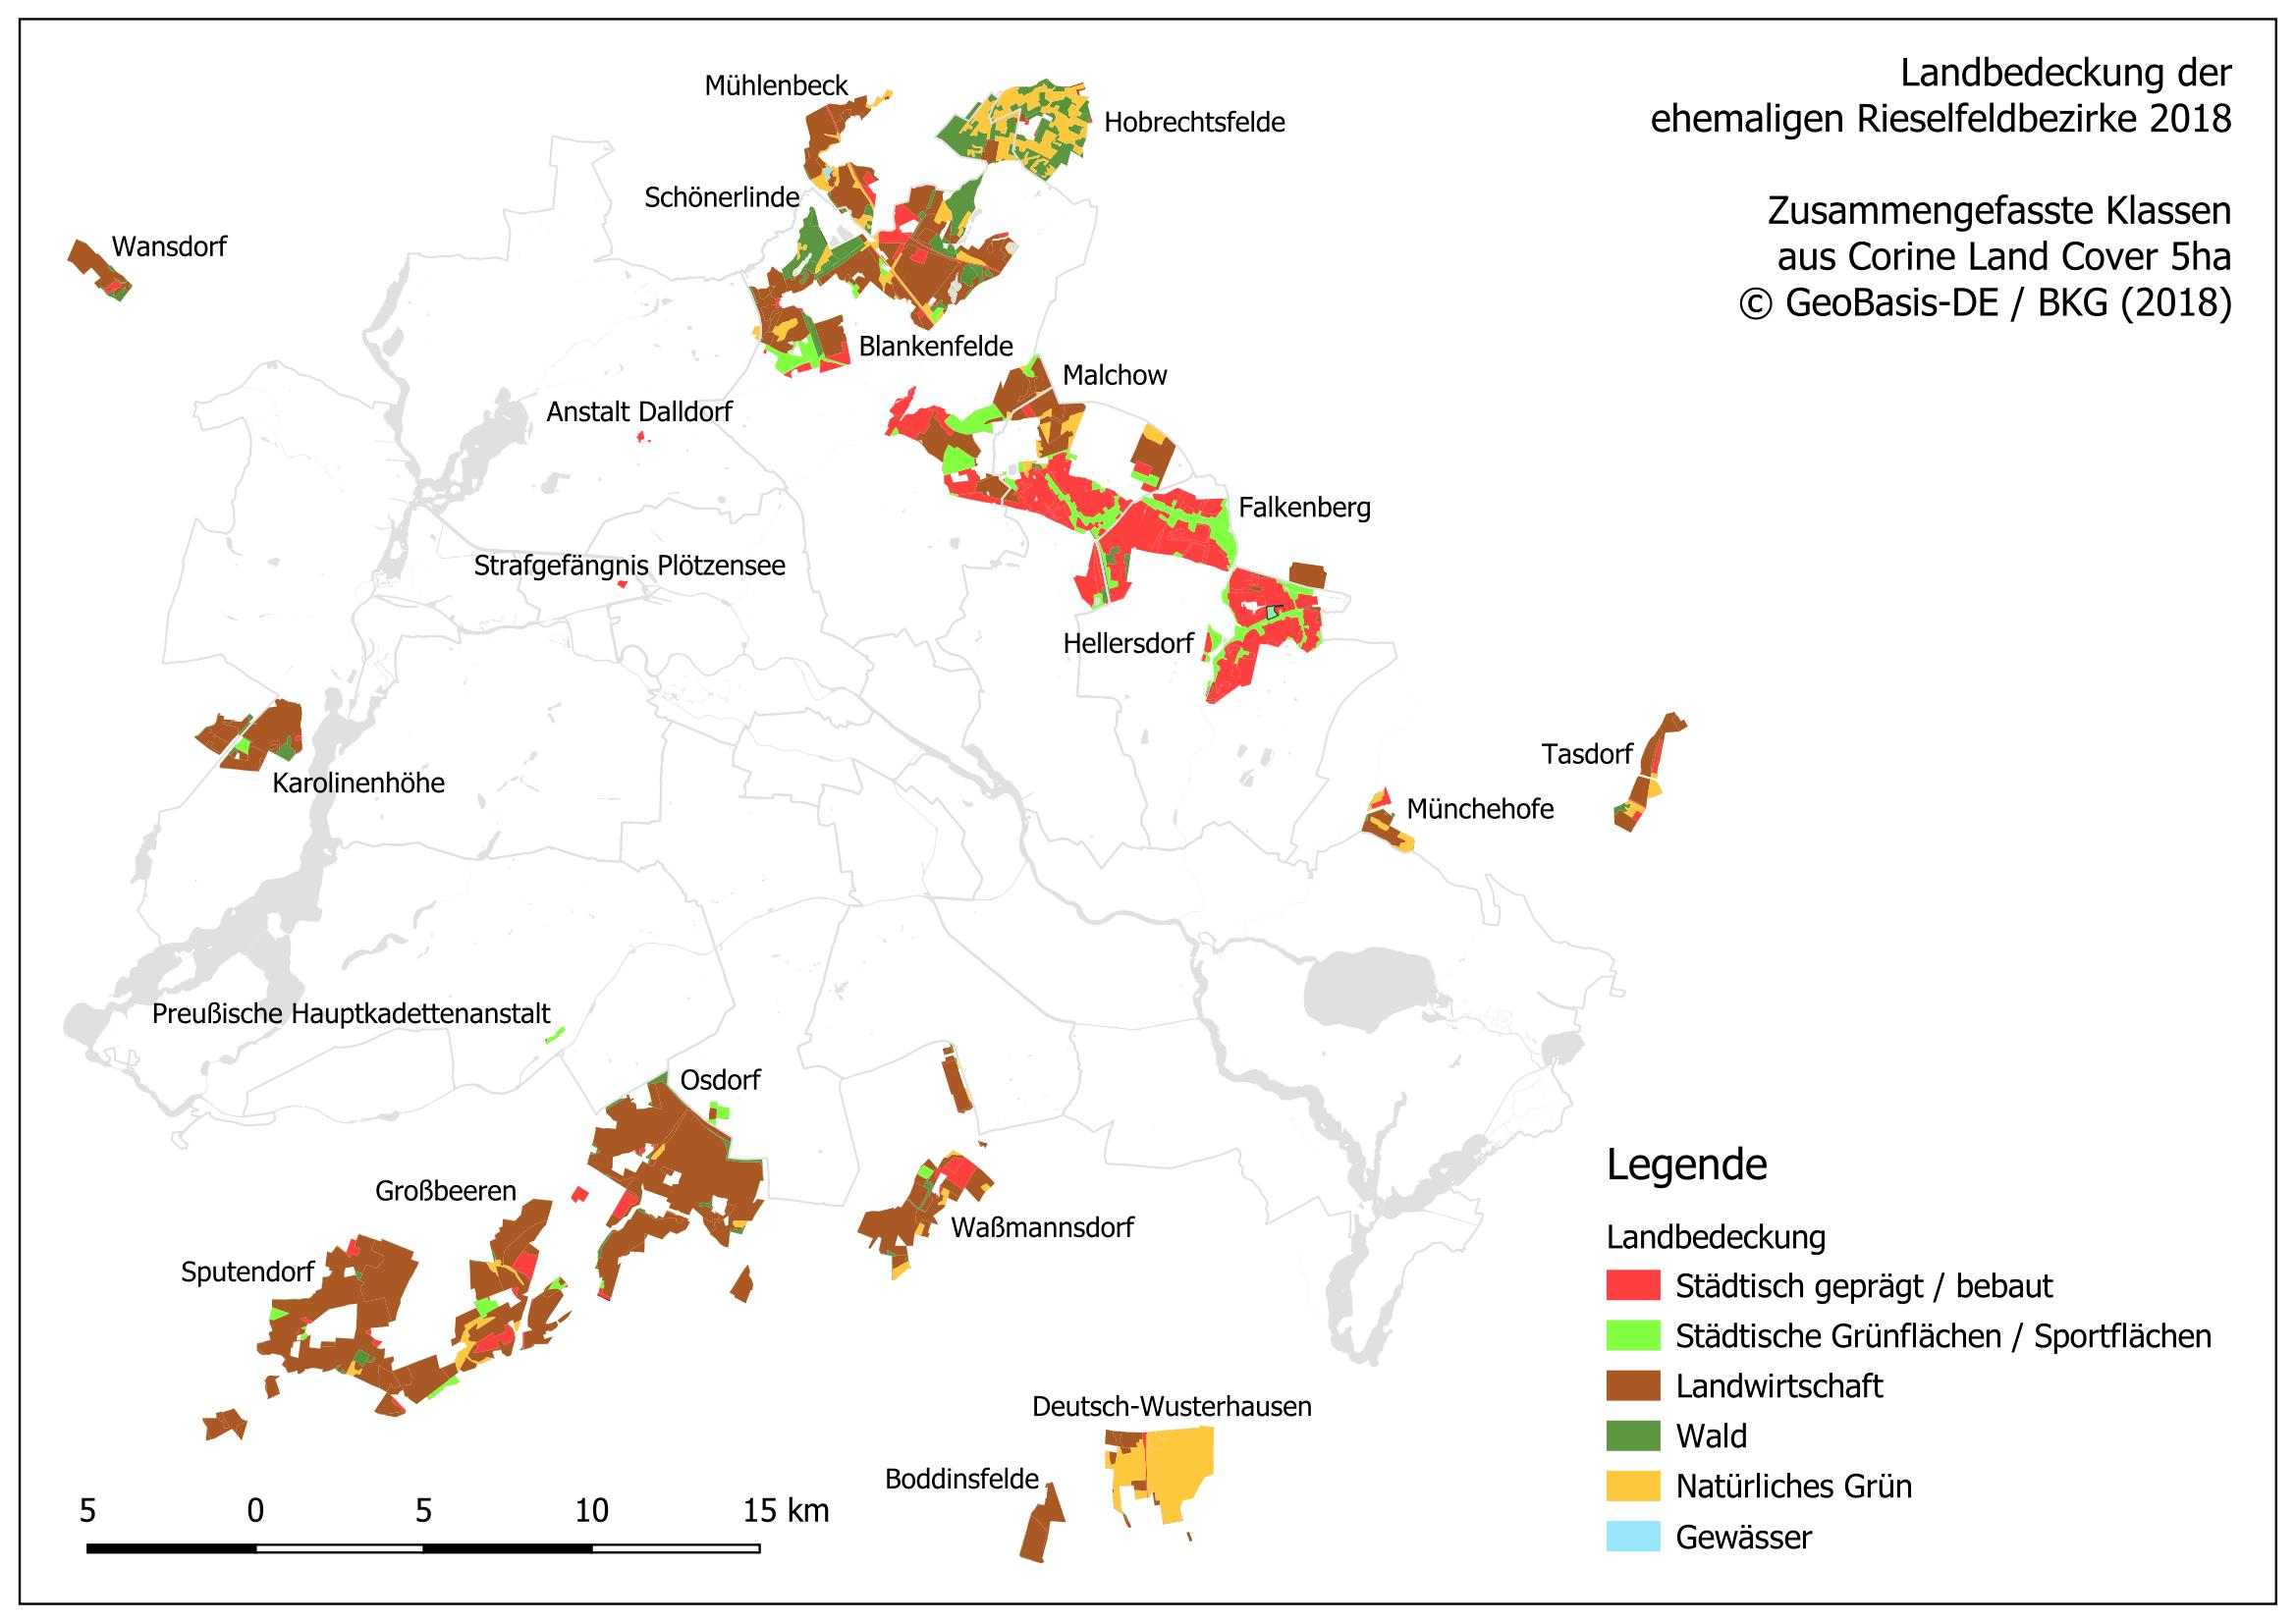 Landbedeckung der
ehemaligen Rieselfeldbezirke 2018
Zusammengefasste Klassen
aus Corine Land Cover 5ha
© GeoBasis-DE / BKG (2018)
Mühlenbeck
Hobrechtsfelde
Schönerlinde
Wansdorf
Blankenfelde
Malchow
Anstalt Dalldorf
Falkenberg
Strafgefängnis Plötzensee
Hellersdorf
Tasdorf
Karolinenhöhe
Münchehofe
Preußische Hauptkadettenanstalt
Osdorf
Großbeeren
Waßmannsdorf
Sputendorf
Deutsch-Wusterhausen
Boddinsfelde
5 0 5 10 15 km
Legende
Landbedeckung
Städtisch geprägt / bebaut
Städtische Grünflächen / Sportflächen
Landwirtschaft
Wald
Natürliches Grün
Gewässer